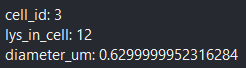 cell_id: 3
lys_in_cell: 12
diameter_um: 0.6299999952316284